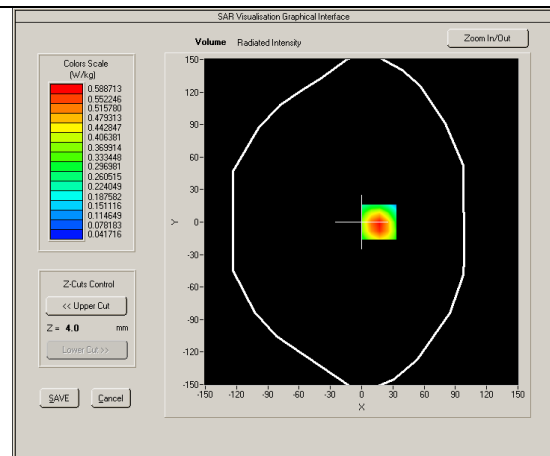 SAR Visualisation Graphical Interface
Volume Radiated Intensity
Zoom In/Out
Colors Scale
(W/kg)
0.588713
0.552246
0.515780
0.479313
0.442847
0.406381
0.369914
0.333448
0.296981
0.260515
0.224049
0.187582
0.151116
0.114649
0.078183
0.041716
Z-Cuts Control
<< Upper Cut
Z = 4.0 mm
Lower Cut >>
SAVE Cancel
150
120
90
60
30
0
-30
-60
-90
-120
-150
Y
-150 -120 -90 -60 -30 0 30 60 90 120 150
X